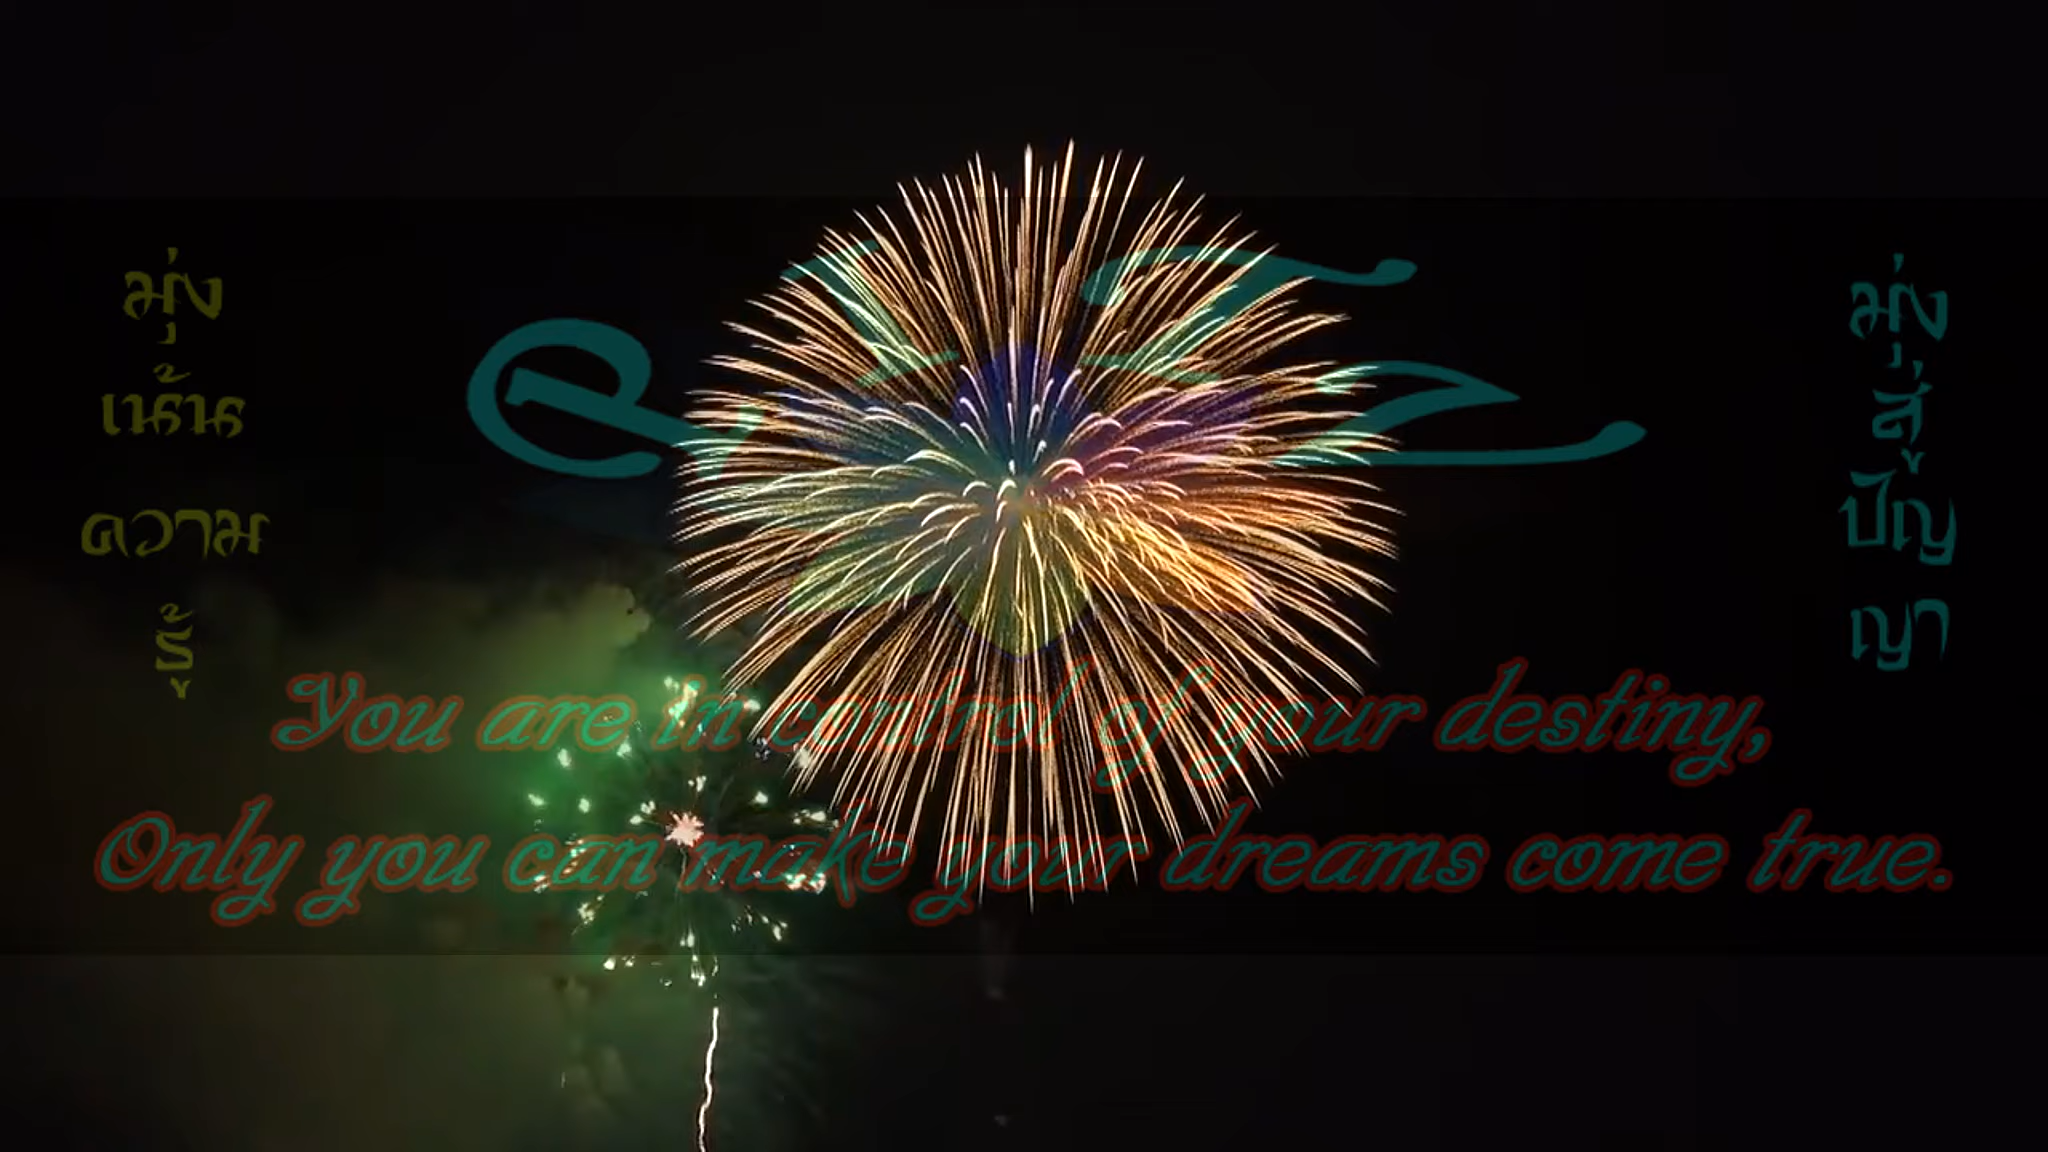 มุ่ง
เน้น
ความ
รู้
มุ่ง
สู่
ปัญ
ญา
You are in control of your destiny,
Only you can make your dreams come true.